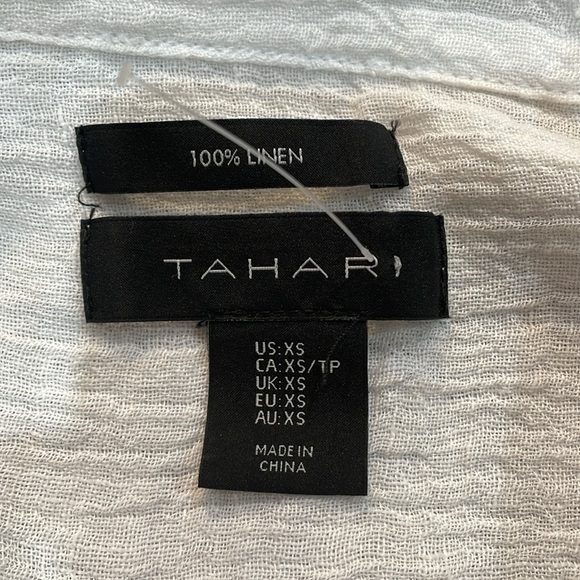 100% LINEN
TAHARI
US:XS
CA:XS/TP
UK:XS
EU:XS
AU:XS
MADE IN
CHINA